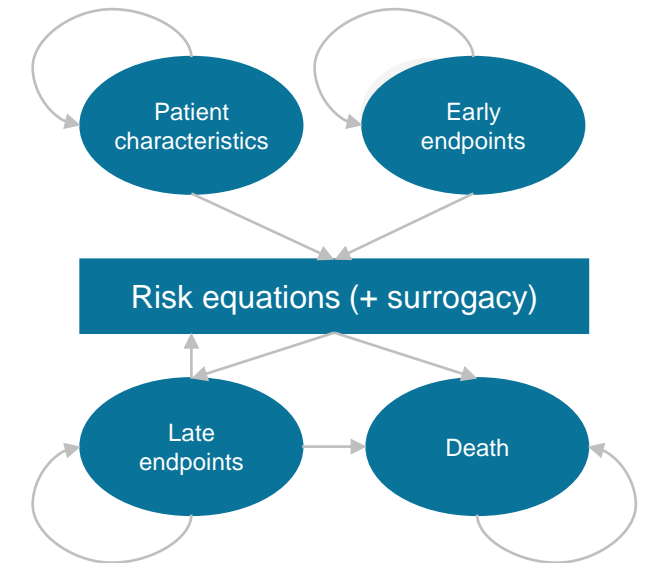 Patient
characteristics
Early
endpoints
Risk equations (+ surrogacy)
Late
endpoints
Death